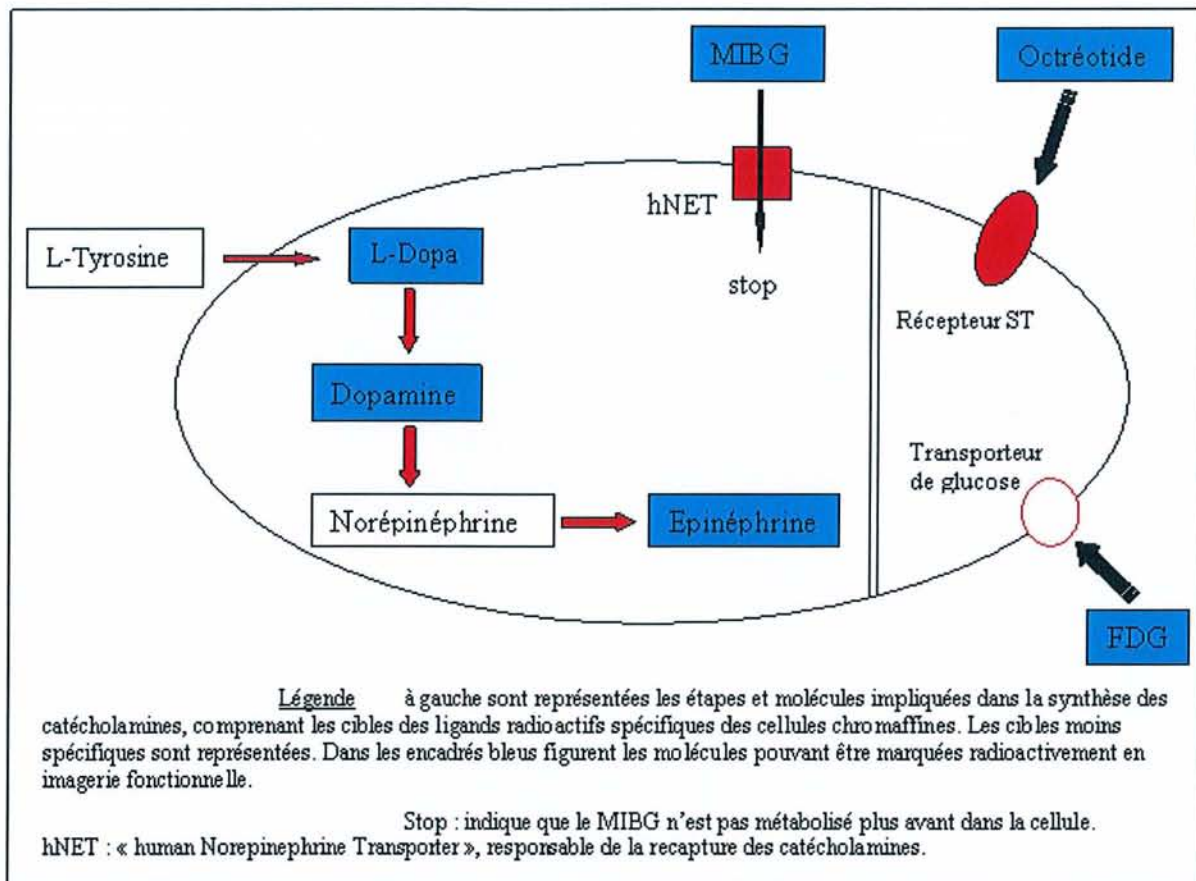 MIBG
Octréotide
hNET
L-Tyrosine
L-Dopa
stop
Récepteur ST
Dopamine
Transporteur
de glucose
Norépinéphrine
Epinéphrine
FDG
Légende à gauche sont représentées les étapes et molécules impliquées dans la synthèse des
catécholamines, comprenant les cibles des ligands radioactifs spécifiques des cellules chromaffines. Les cibles moins
spécifiques sont représentées. Dans les encadrés bleus figurent les molécules pouvant être marquées radioactivement en
imagerie fonctionnelle.
Stop : indique que le MIBG n'est pas métabolisé plus avant dans la cellule.
hNET : « human Norepinephrine Transporter », responsable de la recapture des catécholamines.